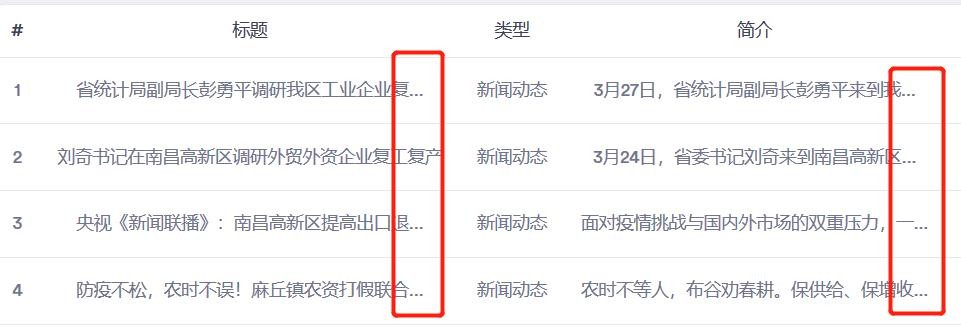 # 标题 类型 简介
1 省统计局副局长彭勇平调研我区工业企业复... 新闻动态 3月27日，省统计局副局长彭勇平来到我...
2 刘奇书记在南昌高新区调研外贸外资企业复工复产 新闻动态 3月24日，省委书记刘奇来到南昌高新区...
3 央视《新闻联播》：南昌高新区提高出口退... 新闻动态 面对疫情挑战与国内外市场的双重压力，一...
4 防疫不松，农时不误！麻丘镇农资打假联合... 新闻动态 农时不等人，布谷劝春耕。保供给、保增收...